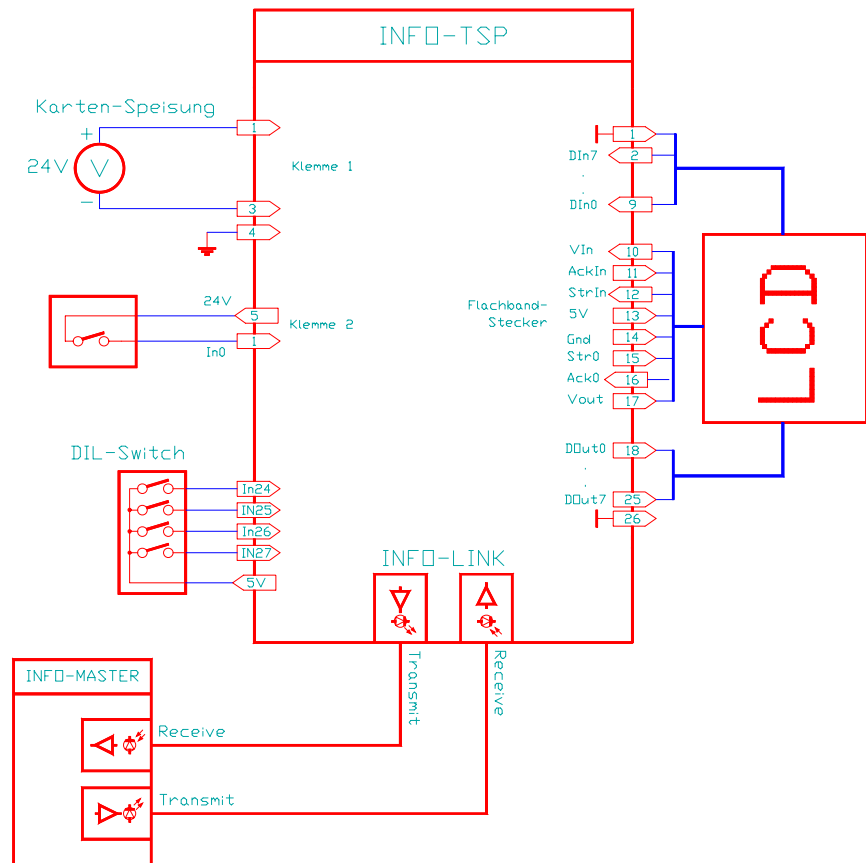 INFO-TSP
Karten-Speisung
+
24V
V
−
1
3
4
Klemme 1
24V
5
1
In0
Klemme 2
DIL-Switch
In24
IN25
In26
IN27
5V
1
DIn7
2
.
.
DIn0
9
VIn
10
AckIn
11
StrIn
12
5V
13
Gnd
14
StrO
15
AckO
16
Vout
17
Flachband-
Stecker
DOut0
18
.
.
DOut7
25
26
LCD
INFO-LINK
Transmit
Receive
INFO-MASTER
Receive
Transmit